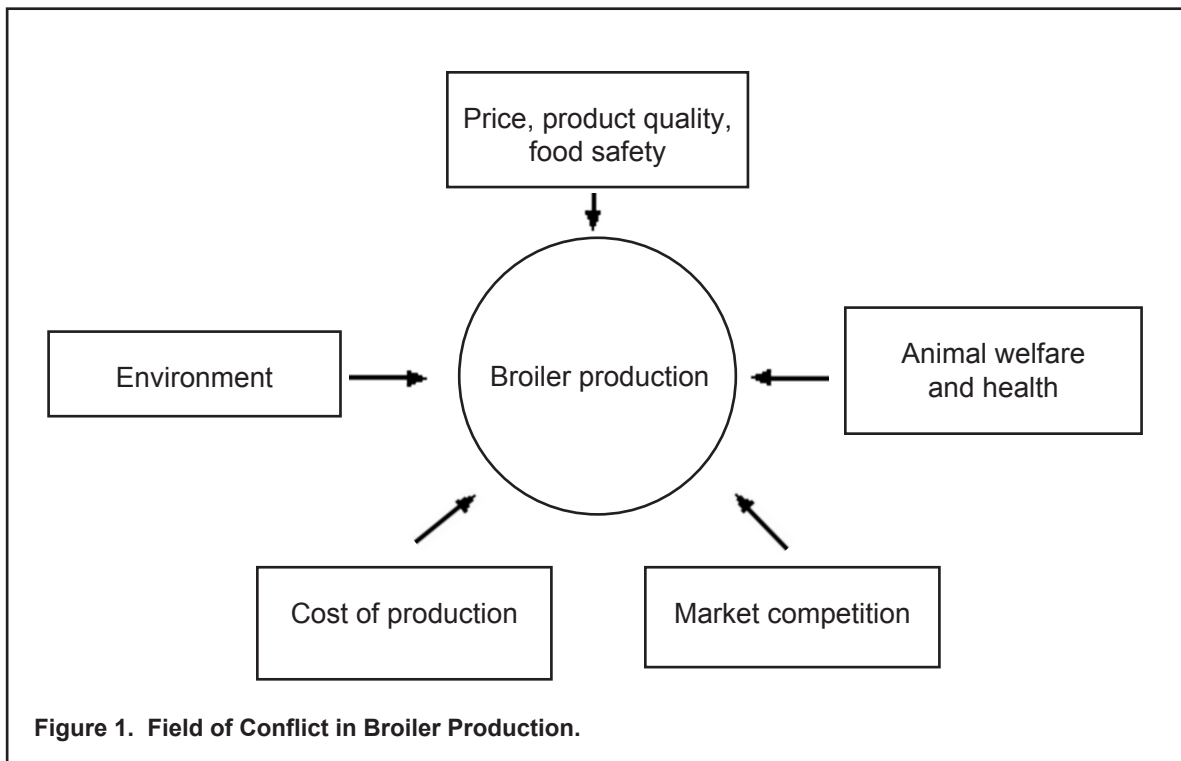 Price, product quality,
food safety
Environment
Broiler production
Animal welfare
and health
Cost of production
Market competition
Figure 1. Field of Conflict in Broiler Production.